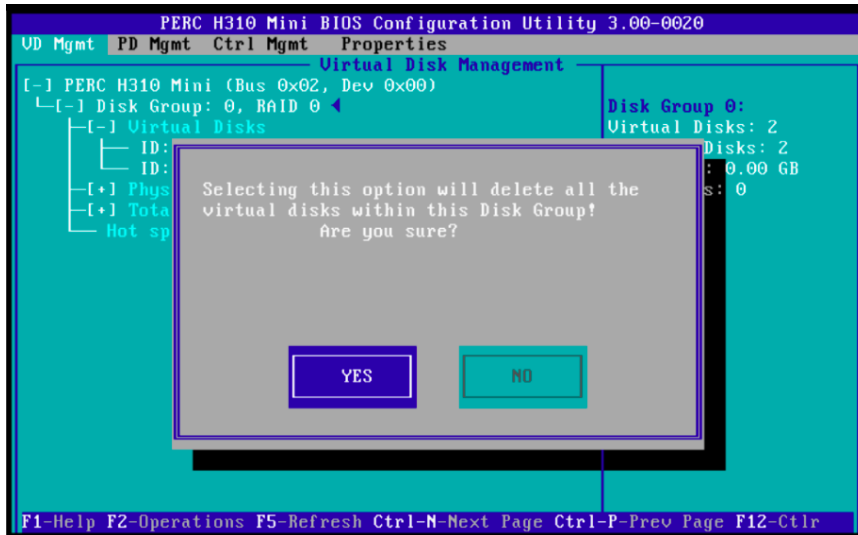 PERC H310 Mini BIOS Configuration Utility 3.00-0020
VD Mgmt PD Mgmt Ctrl Mgmt Properties
Virtual Disk Management
[-] PERC H310 Mini (Bus 0x02, Dev 0x00)
[-] Disk Group: 0, RAID 0
[-] Virtual Disks
ID:
ID:
[+] Phys
[+] Tota
Hot sp
Disk Group 0:
Virtual Disks: 2
Disks: 2
: 0.00 GB
s: 0
Selecting this option will delete all the
virtual disks within this Disk Group!
Are you sure?
YES
NO
F1-Help F2-Operations F5-Refresh Ctrl-N-Next Page Ctrl-P-Prev Page F12-Ctlr